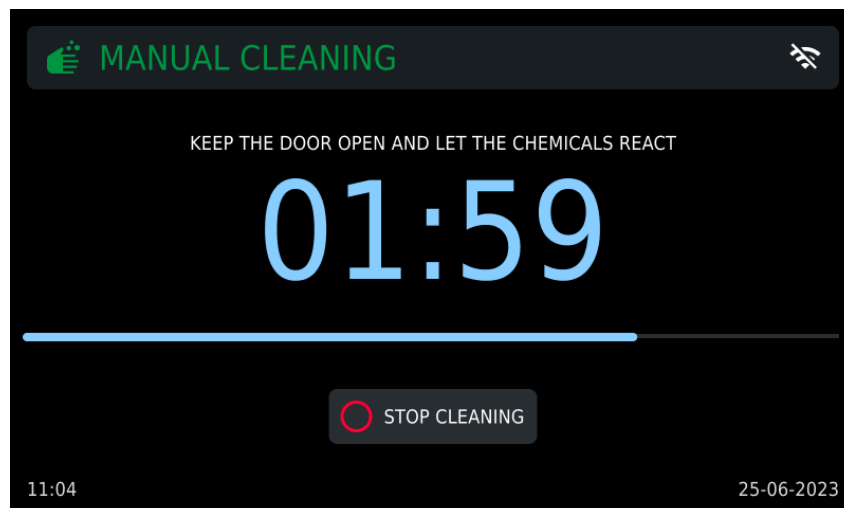 MANUAL CLEANING
KEEP THE DOOR OPEN AND LET THE CHEMICALS REACT
01:59
STOP CLEANING
11:04 25-06-2023